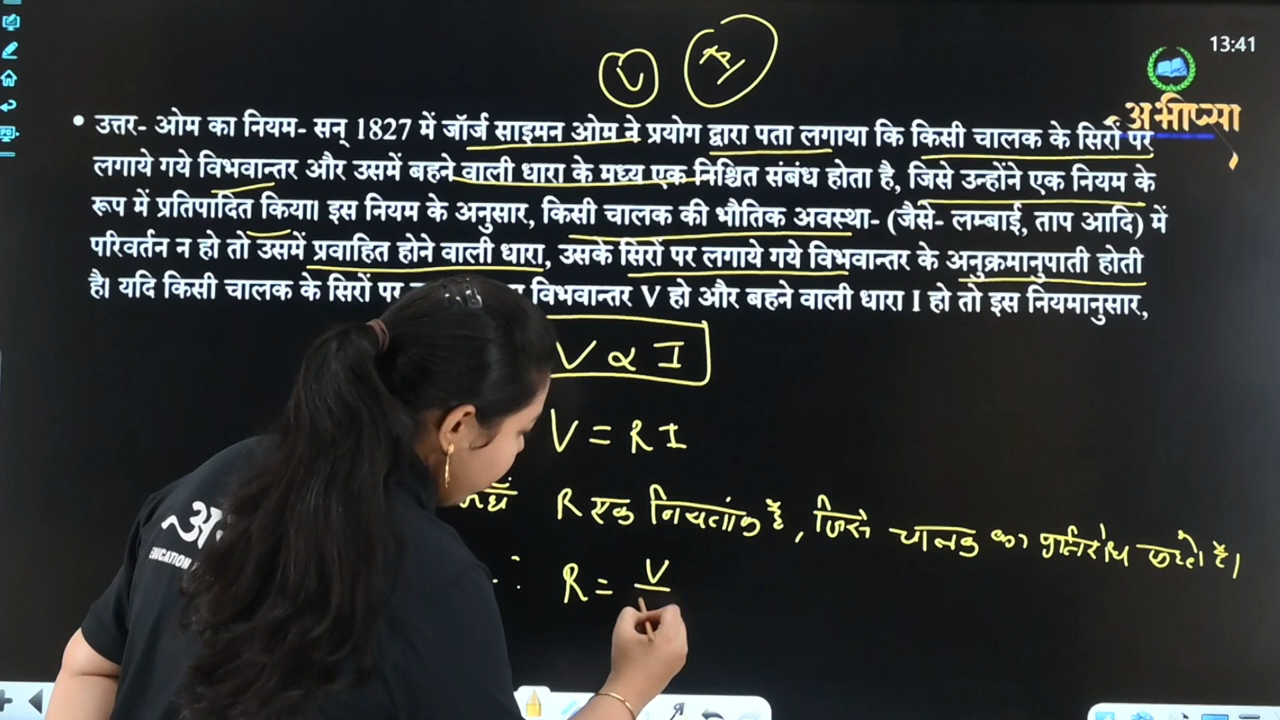 13:41
V
अभीप्सा
• उत्तर- ओम का नियम- सन् 1827 में जॉर्ज साइमन ओम ने प्रयोग द्वारा पता लगाया कि किसी चालक के सिरों पर
लगाये गये विभवान्तर और उसमें बहने वाली धारा के मध्य एक निश्चित संबंध होता है, जिसे उन्होंने एक नियम के
रूप में प्रतिपादित किया। इस नियम के अनुसार, किसी चालक की भौतिक अवस्था- (जैसे- लम्बाई, ताप आदि) में
परिवर्तन न हो तो उसमें प्रवाहित होने वाली धारा, उसके सिरों पर लगाये गये विभवान्तर के अनुक्रमानुपाती होती
है। यदि किसी चालक के सिरों पर विभवान्तर V हो और बहने वाली धारा I हो तो इस नियमानुसार,
V ∝ I
V = R I
R एक नियतांक है, जिसे चालक का प्रतिरोध कहते है।
∴ R = V
EDUCATION